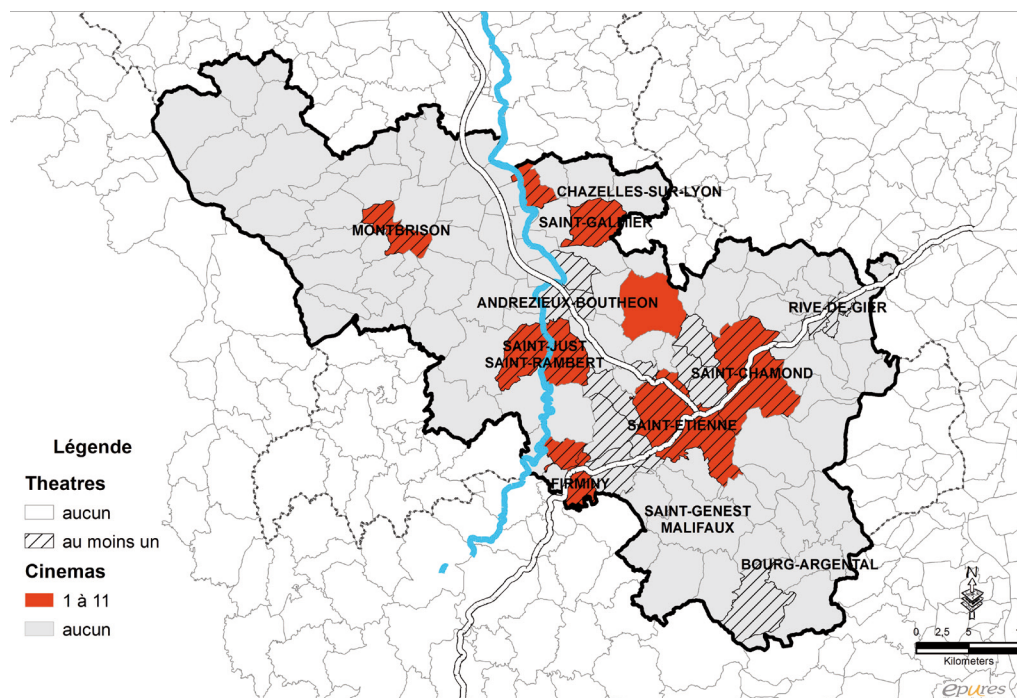 CHAZELLES-SUR-LYON
SAINT-GALMIER
MONTBRISON
ANDREZIEUX-BOUTHEON
RIVE-DE-GIER
SAINT-JUST
SAINT-RAMBERT
SAINT-CHAMOND
SAINT-ETIENNE
FIRMINY
SAINT-GENEST
MALIFAUX
BOURG-ARGENTAL
Légende
Theatres
aucun
au moins un
Cinemas
1 à 11
aucun
N
0 2,5 5
Kilometers
epures